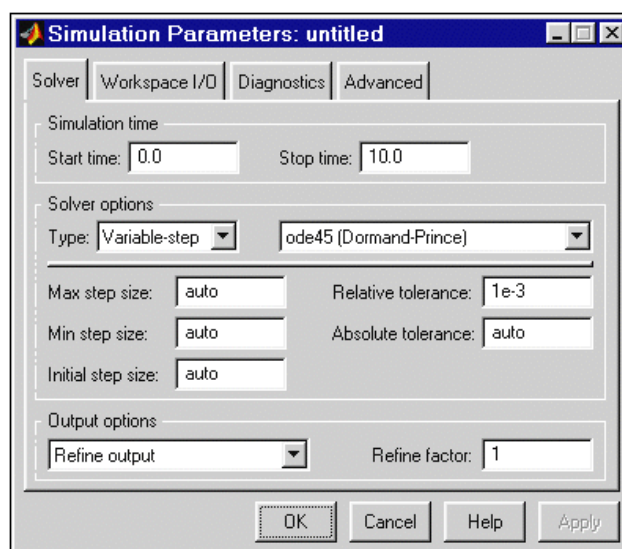 Simulation Parameters: untitled
Solver Workspace I/O Diagnostics Advanced
Simulation time
Start time: 0.0 Stop time: 10.0
Solver options
Type: Variable-step ode45 (Dormand-Prince)
Max step size: auto Relative tolerance: 1e-3
Min step size: auto Absolute tolerance: auto
Initial step size: auto
Output options
Refine output Refine factor: 1
OK Cancel Help Apply